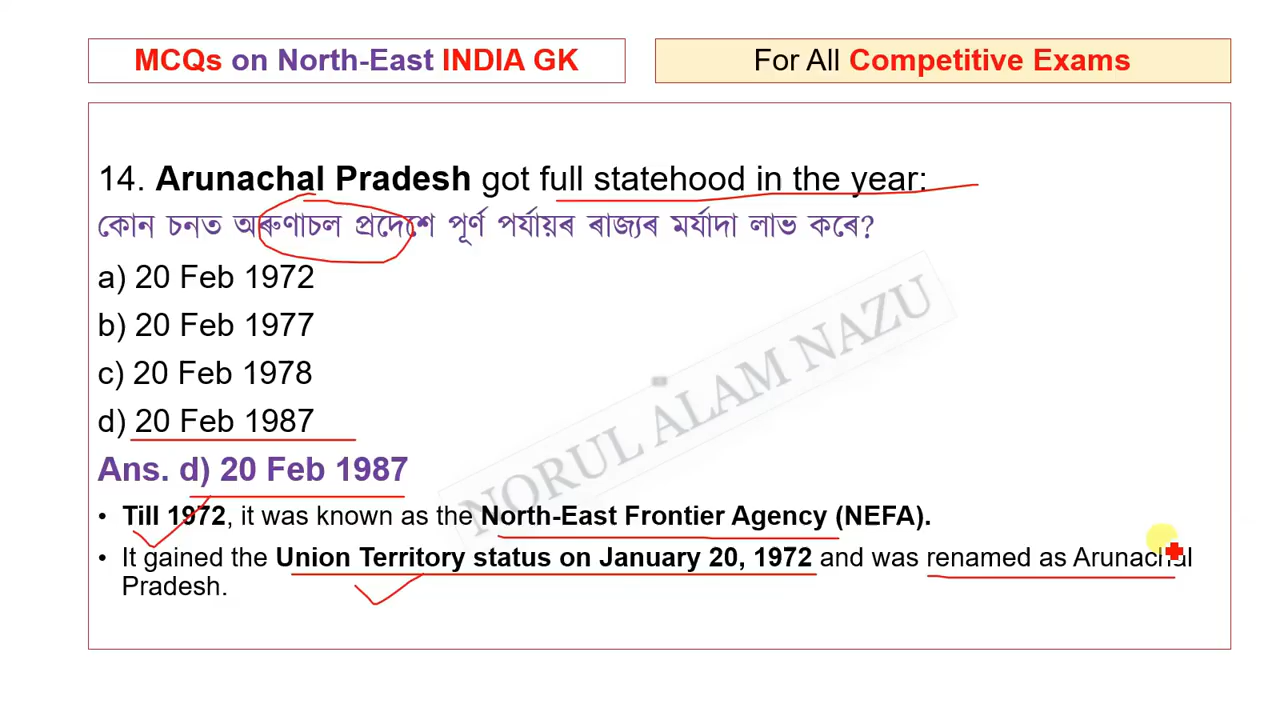 MCQs on North-East INDIA GK
For All Competitive Exams
14. Arunachal Pradesh got full statehood in the year:
কোন চনত অৰুণাচল প্ৰদেশে পূৰ্ণ পৰ্যায়ৰ ৰাজ্যৰ মৰ্যাদা লাভ কৰে?
a) 20 Feb 1972
b) 20 Feb 1977
c) 20 Feb 1978
d) 20 Feb 1987
Ans. d) 20 Feb 1987
• Till 1972, it was known as the North-East Frontier Agency (NEFA).
• It gained the Union Territory status on January 20, 1972 and was renamed as Arunachal
Pradesh.
NORUL ALAM NAZU